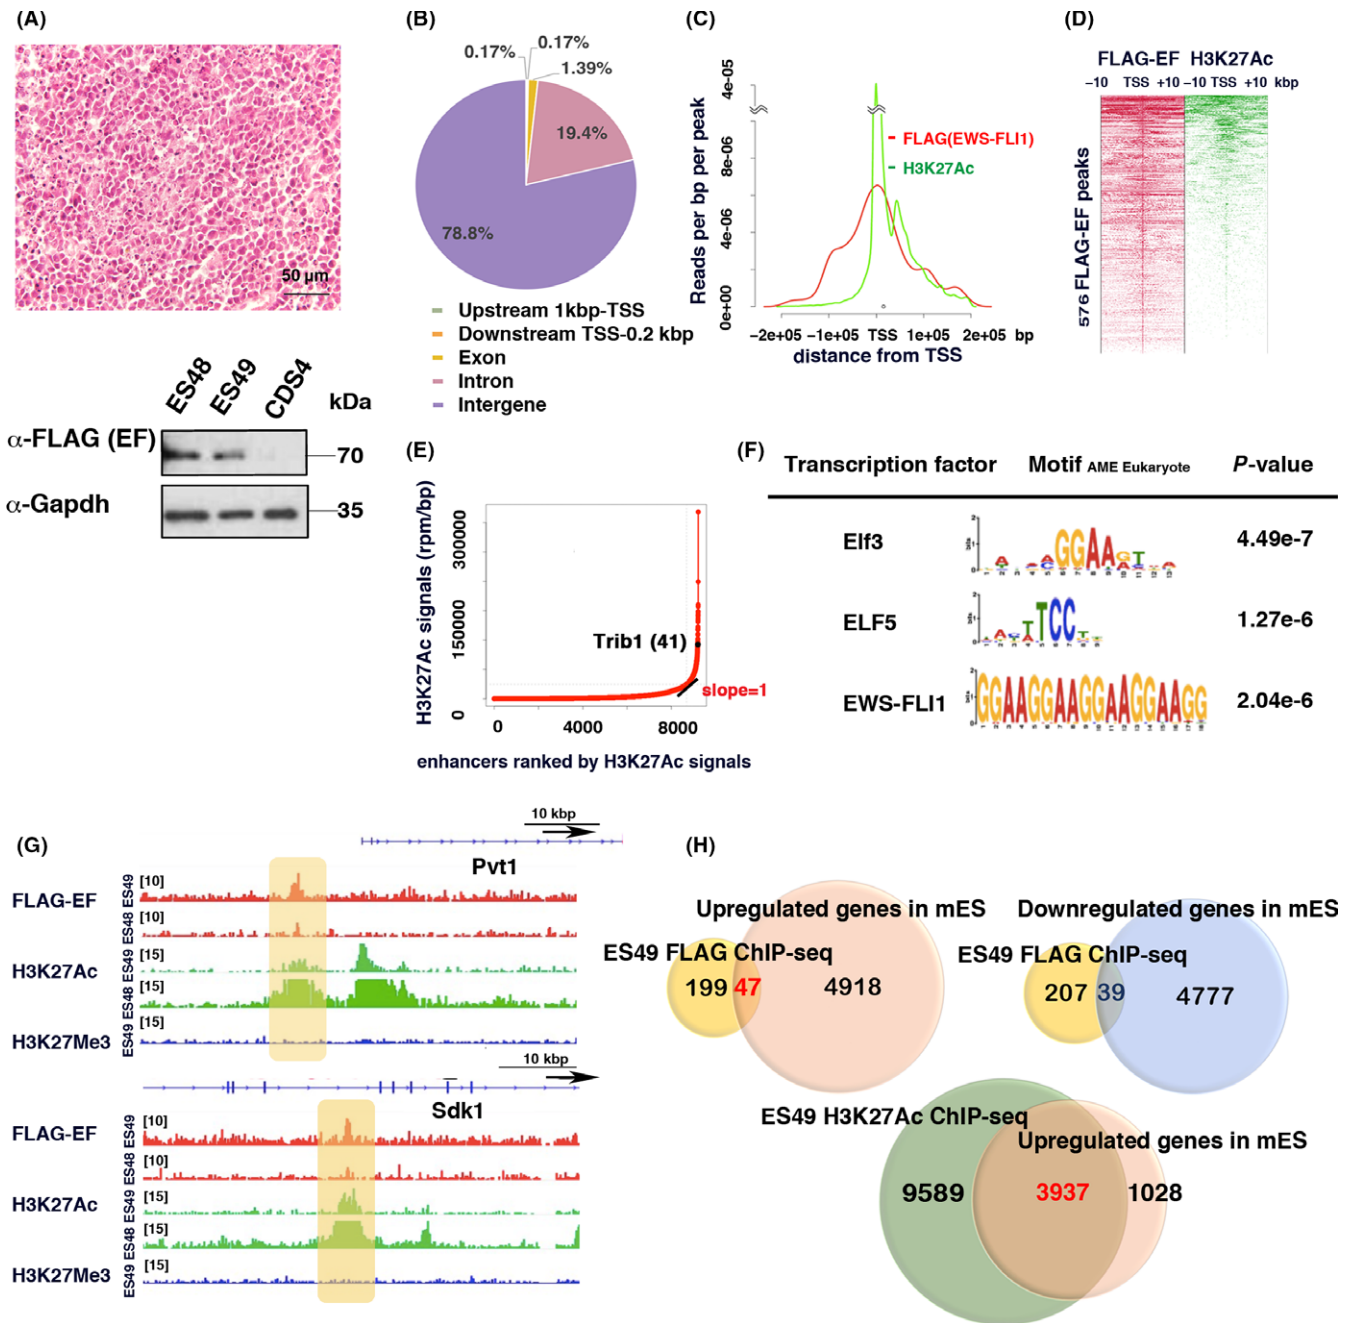 (A)
50 μm
ES48
ES49
CDS4
kDa
α-FLAG (EF)
70
α-Gapdh
35
(B)
0.17%
0.17%
1.39%
19.4%
78.8%
Upstream 1kbp-TSS
Downstream TSS-0.2 kbp
Exon
Intron
Intergene
(C)
Reads per bp per peak
4e-05
8e-06
4e-06
0e+00
FLAG(EWS-FLI1)
H3K27Ac
−2e+05 −1e+05 TSS 1e+05 2e+05 bp
distance from TSS
(D)
FLAG-EF H3K27Ac
−10 TSS +10 −10 TSS +10 kbp
576 FLAG-EF peaks
(E)
H3K27Ac signals (rpm/bp)
300000
150000
0
Trib1 (41)
slope=1
0 4000 8000
enhancers ranked by H3K27Ac signals
(F)
Transcription factor Motif AME Eukaryote P-value
Elf3 4.49e-7
ELF5 1.27e-6
EWS-FLI1 GGAAGGAAGGAAGGAAGG 2.04e-6
(G)
10 kbp
Pvt1
FLAG-EF
ES49 [10]
ES48 [10]
H3K27Ac
ES49 [15]
ES48 [15]
H3K27Me3
ES49 [15]
10 kbp
Sdk1
FLAG-EF
ES49 [10]
ES48 [10]
H3K27Ac
ES49 [15]
ES48 [15]
H3K27Me3
ES49 [15]
(H)
Upregulated genes in mES
ES49 FLAG ChIP-seq
199 47 4918
Downregulated genes in mES
ES49 FLAG ChIP-seq
207 39 4777
ES49 H3K27Ac ChIP-seq
Upregulated genes in mES
9589 3937 1028